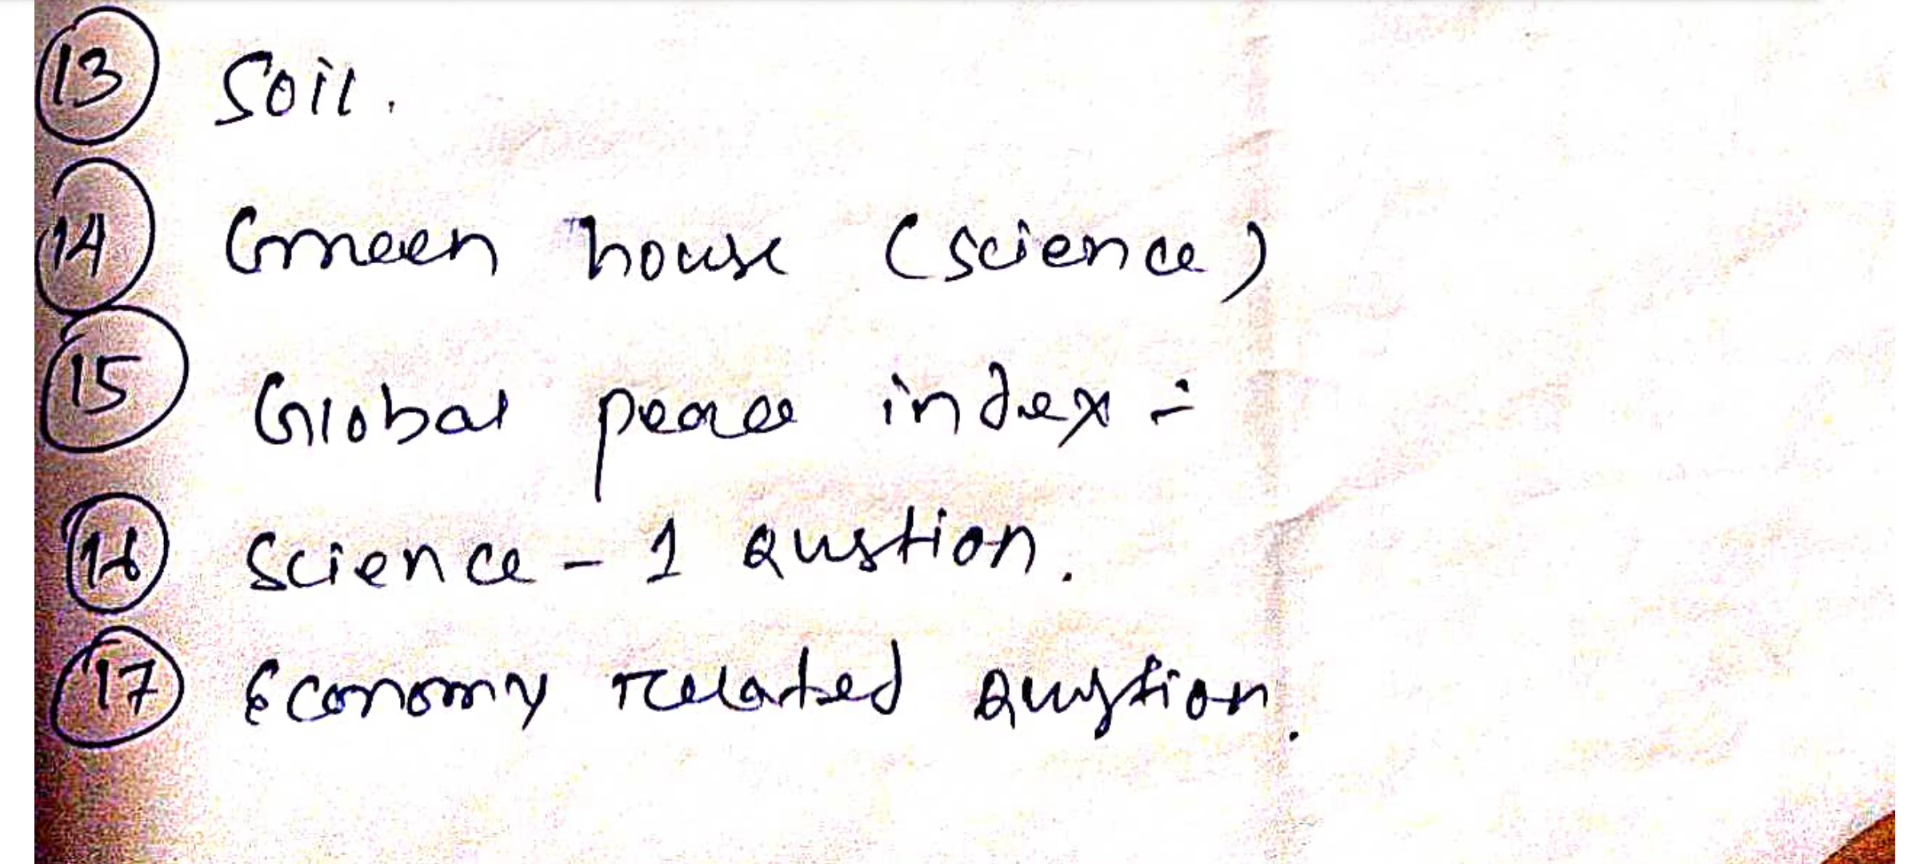 13 Soil.
14 Green house (science)
15 Global peace index :-
16 Science - 1 Qustion.
17 Economy related Qustion.